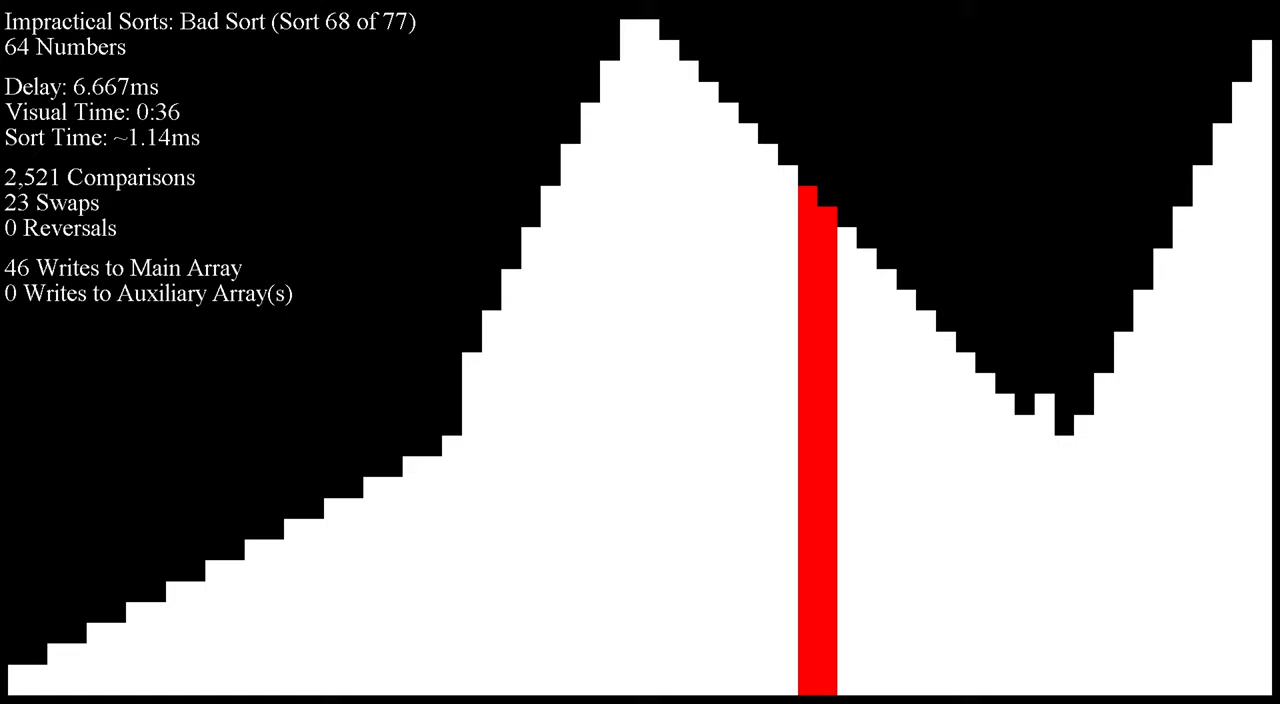 Impractical Sorts: Bad Sort (Sort 68 of 77)
64 Numbers
Delay: 6.667ms
Visual Time: 0:36
Sort Time: ~1.14ms
2,521 Comparisons
23 Swaps
0 Reversals
46 Writes to Main Array
0 Writes to Auxiliary Array(s)